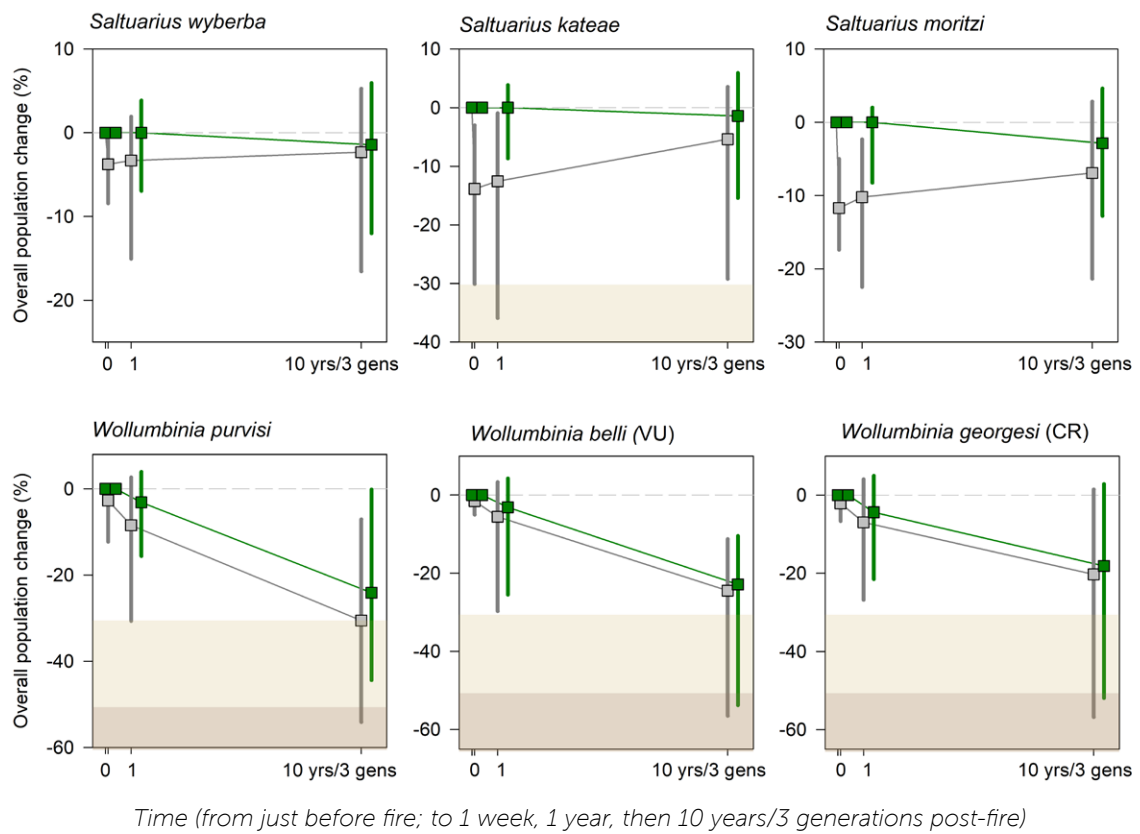 Saltuarius wyberba
Saltuarius kateae
Saltuarius moritzi
Overall population change (%)
10
0
-10
-20
0
1
10 yrs/3 gens
10
0
-10
-20
-30
-40
0
1
10 yrs/3 gens
10
0
-10
-20
-30
0
1
10 yrs/3 gens
Wollumbinia purvisi
Wollumbinia belli (VU)
Wollumbinia georgesi (CR)
Overall population change (%)
0
-20
-40
-60
0
1
10 yrs/3 gens
0
-20
-40
-60
0
1
10 yrs/3 gens
0
-20
-40
-60
0
1
10 yrs/3 gens
Time (from just before fire; to 1 week, 1 year, then 10 years/3 generations post-fire)